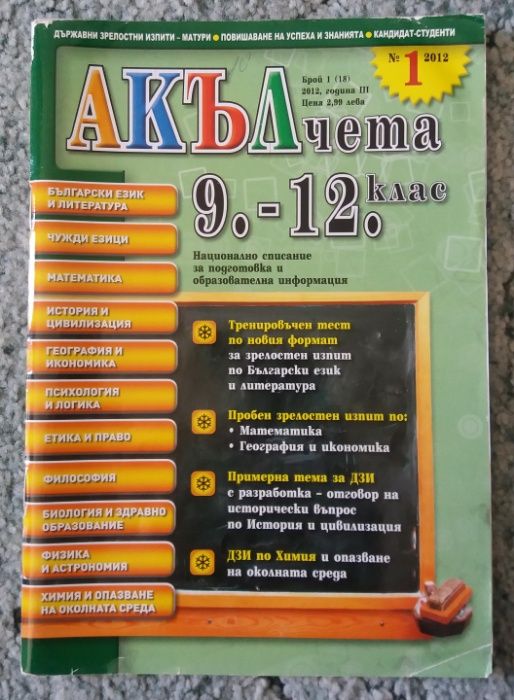 ДЪРЖАВНИ ЗРЕЛОСТНИ ИЗПИТИ – МАТУРИ ● ПОВИШАВАНЕ НА УСПЕХА И ЗНАНИЯТА ● КАНДИДАТ-СТУДЕНТИ
№ 1 2012
Брой 1 (18)
2012, година III
Цена 2,99 лева
АКЪЛчета
9.-12. клас
Национално списание
за подготовка и
образователна информация
БЪЛГАРСКИ ЕЗИК
И ЛИТЕРАТУРА
ЧУЖДИ ЕЗИЦИ
МАТЕМАТИКА
ИСТОРИЯ И
ЦИВИЛИЗАЦИЯ
ГЕОГРАФИЯ И
ИКОНОМИКА
ПСИХОЛОГИЯ
И ЛОГИКА
ЕТИКА И ПРАВО
ФИЛОСОФИЯ
БИОЛОГИЯ И ЗДРАВНО
ОБРАЗОВАНИЕ
ФИЗИКА
И АСТРОНОМИЯ
ХИМИЯ И ОПАЗВАНЕ
НА ОКОЛНАТА СРЕДА
Тренировъчен тест
по новия формат
за зрелостен изпит
по Български език
и литература
Пробен зрелостен изпит по:
• Математика
• География и икономика
Примерна тема за ДЗИ
с разработка – отговор на
исторически въпрос
по История и цивилизация
ДЗИ по Химия и опазване
на околната среда